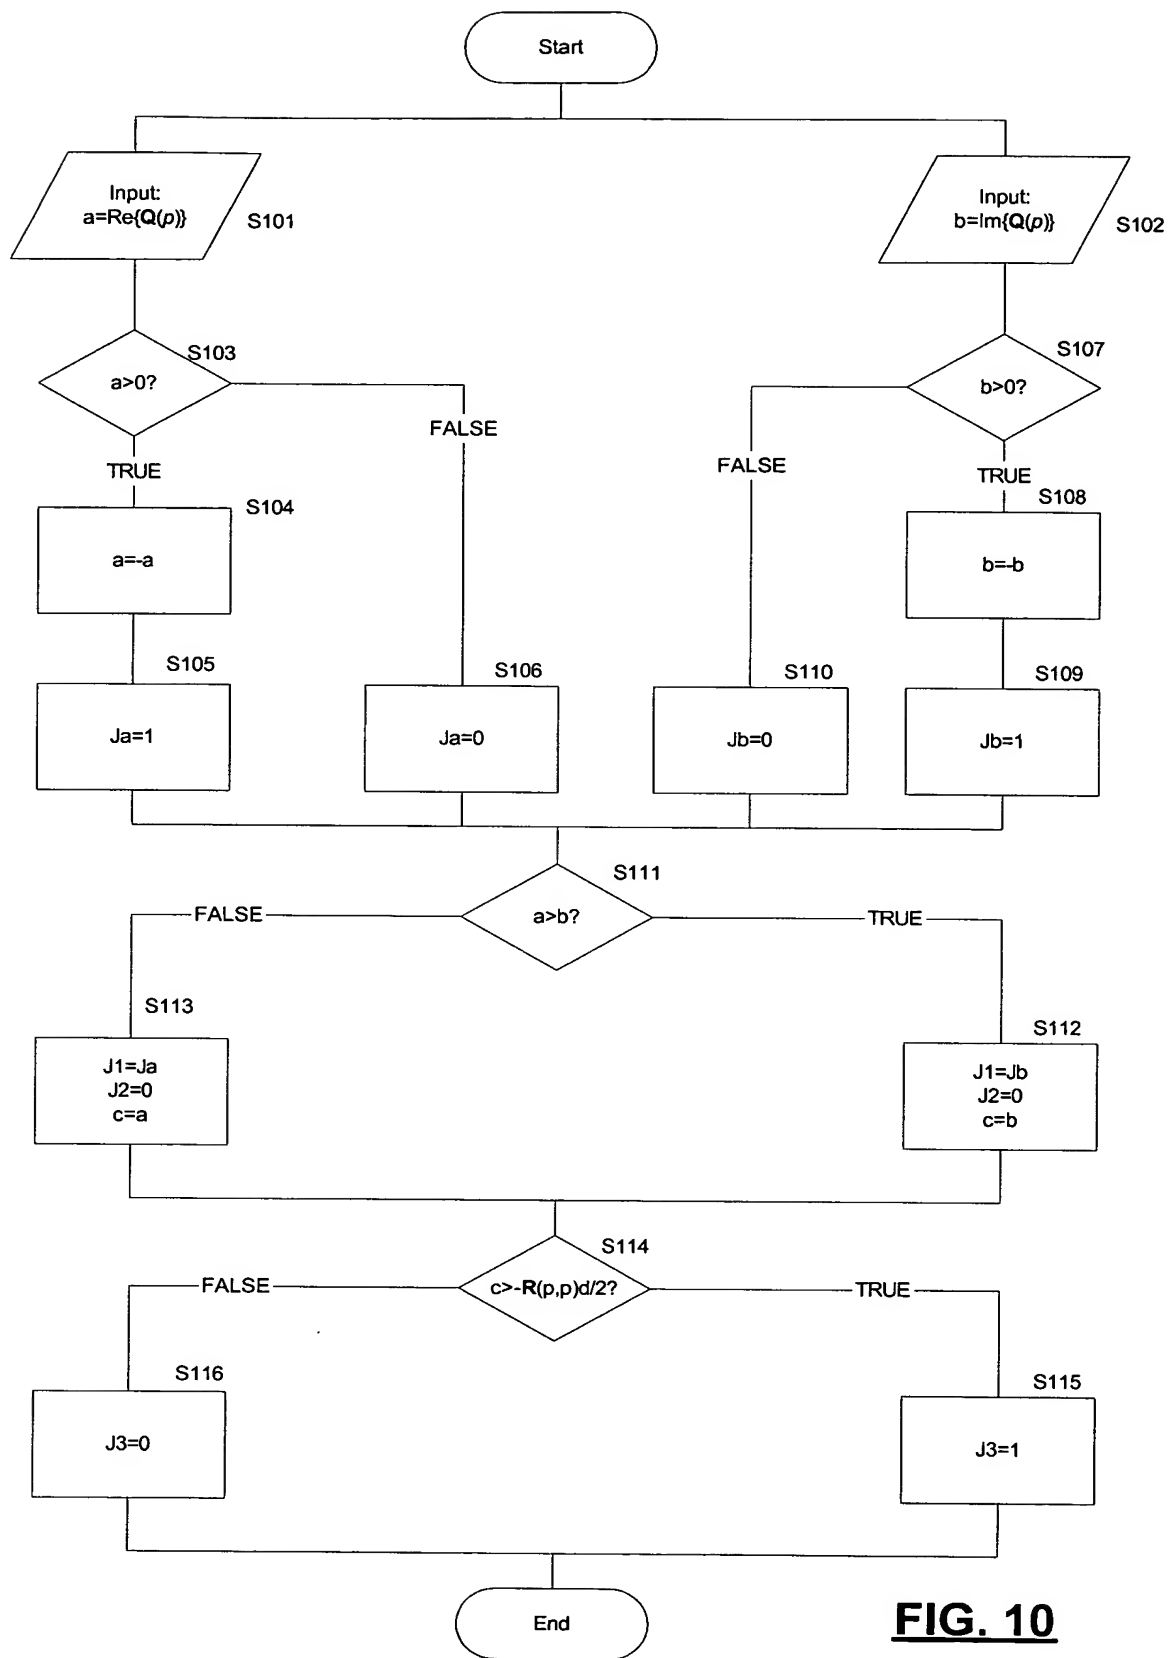 Start
Input:
a=Re{Q(p)}
S101
Input:
b=Im{Q(p)}
S102
S103
a>0?
S107
b>0?
FALSE
FALSE
TRUE
TRUE
S104
a=-a
S108
b=-b
S105
Ja=1
S106
Ja=0
S110
Jb=0
S109
Jb=1
S111
a>b?
FALSE
TRUE
S113
J1=Ja
J2=0
c=a
S112
J1=Jb
J2=0
c=b
S114
c>-R(p,p)d/2?
FALSE
TRUE
S116
J3=0
S115
J3=1
End
FIG. 10